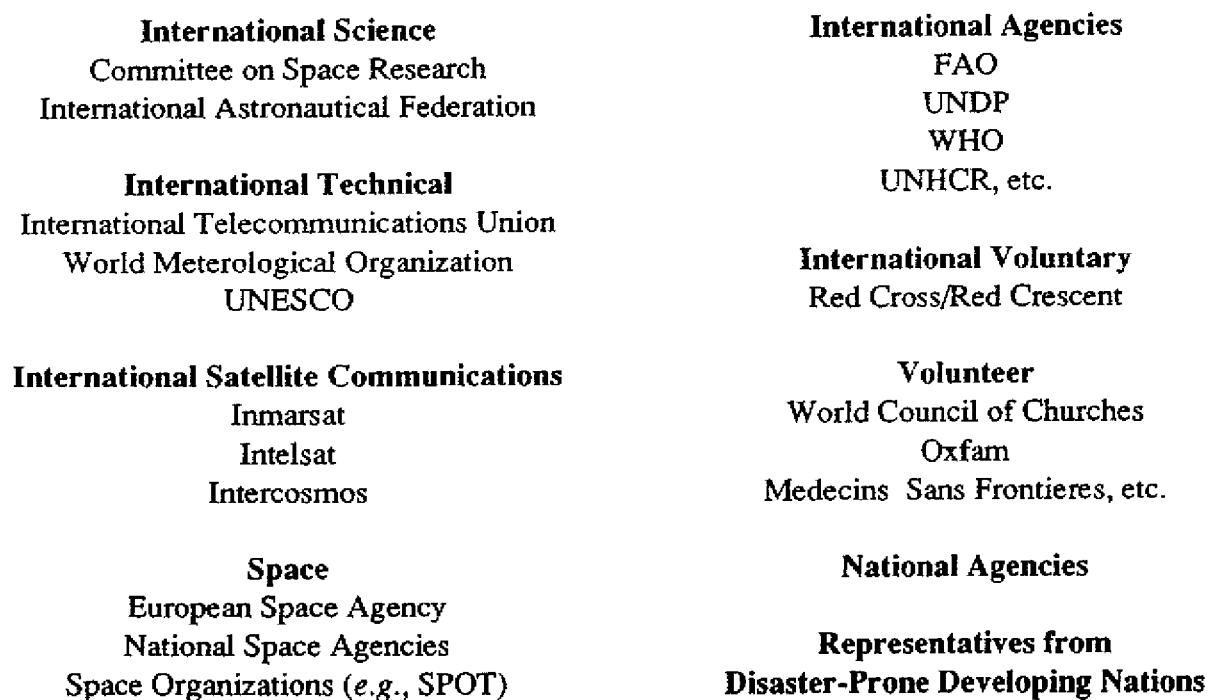 International Science
Committee on Space Research
International Astronautical Federation
International Technical
International Telecommunications Union
World Meterological Organization
UNESCO
International Satellite Communications
Inmarsat
Intelsat
Intercosmos
Space
European Space Agency
National Space Agencies
Space Organizations (e.g., SPOT)
International Agencies
FAO
UNDP
WHO
UNHCR, etc.
International Voluntary
Red Cross/Red Crescent
Volunteer
World Council of Churches
Oxfam
Medecins Sans Frontieres, etc.
National Agencies
Representatives from
Disaster-Prone Developing Nations